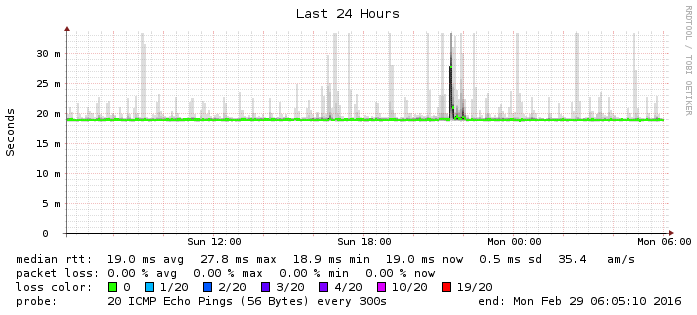 Last 24 Hours
RRDTOOL / TOBI OETIKER
Seconds
30 m
25 m
20 m
15 m
10 m
5 m
0
Sun 12:00 Sun 18:00 Mon 00:00 Mon 06:00
median rtt: 19.0 ms avg 27.8 ms max 18.9 ms min 19.0 ms now 0.5 ms sd 35.4 am/s
packet loss: 0.00 % avg 0.00 % max 0.00 % min 0.00 % now
loss color: 0 1/20 2/20 3/20 4/20 10/20 19/20
probe: 20 ICMP Echo Pings (56 Bytes) every 300s end: Mon Feb 29 06:05:10 2016